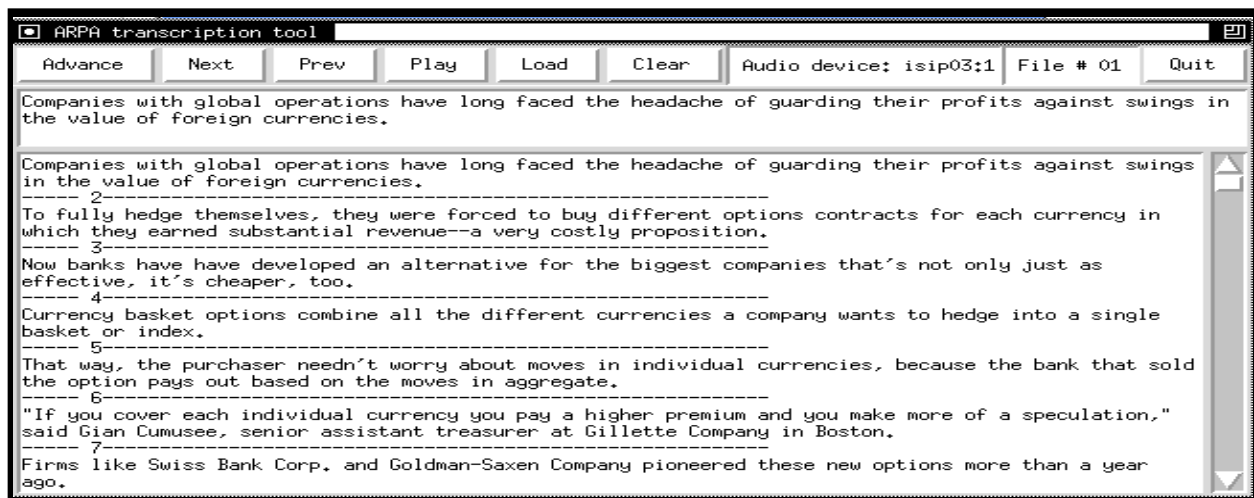 ARPA transcription tool
Advance Next Prev Play Load Clear Audio device: isip03:1 File # 01 Quit
Companies with global operations have long faced the headache of guarding their profits against swings in
the value of foreign currencies.
Companies with global operations have long faced the headache of guarding their profits against swings
in the value of foreign currencies.
----- 2--------------------------------------------------------------
To fully hedge themselves, they were forced to buy different options contracts for each currency in
which they earned substantial revenue--a very costly proposition.
----- 3--------------------------------------------------------------
Now banks have have developed an alternative for the biggest companies that's not only just as
effective, it's cheaper, too.
----- 4--------------------------------------------------------------
Currency basket options combine all the different currencies a company wants to hedge into a single
basket or index.
----- 5--------------------------------------------------------------
That way, the purchaser needn't worry about moves in individual currencies, because the bank that sold
the option pays out based on the moves in aggregate.
----- 6--------------------------------------------------------------
"If you cover each individual currency you pay a higher premium and you make more of a speculation,"
said Gian Cumusee, senior assistant treasurer at Gillette Company in Boston.
----- 7--------------------------------------------------------------
Firms like Swiss Bank Corp. and Goldman-Saxen Company pioneered these new options more than a year
ago.